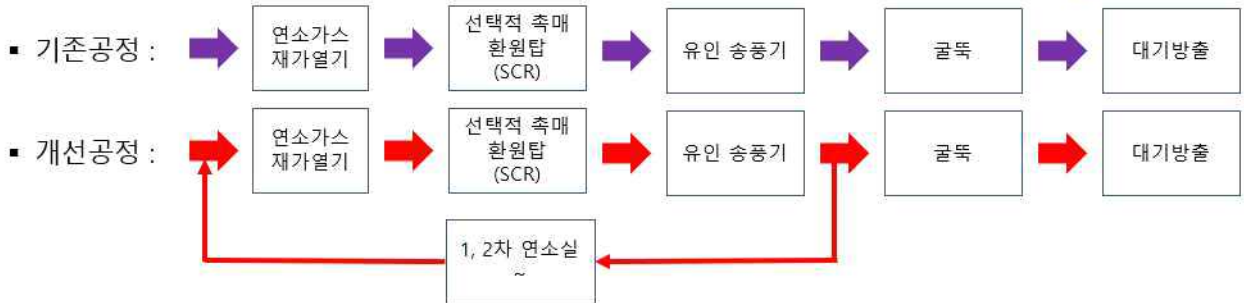 ▪ 기존공정 :
연소가스
재가열기
선택적 촉매
환원탑
(SCR)
유인 송풍기
굴뚝
대기방출
▪ 개선공정 :
연소가스
재가열기
선택적 촉매
환원탑
(SCR)
유인 송풍기
굴뚝
대기방출
1, 2차 연소실
~